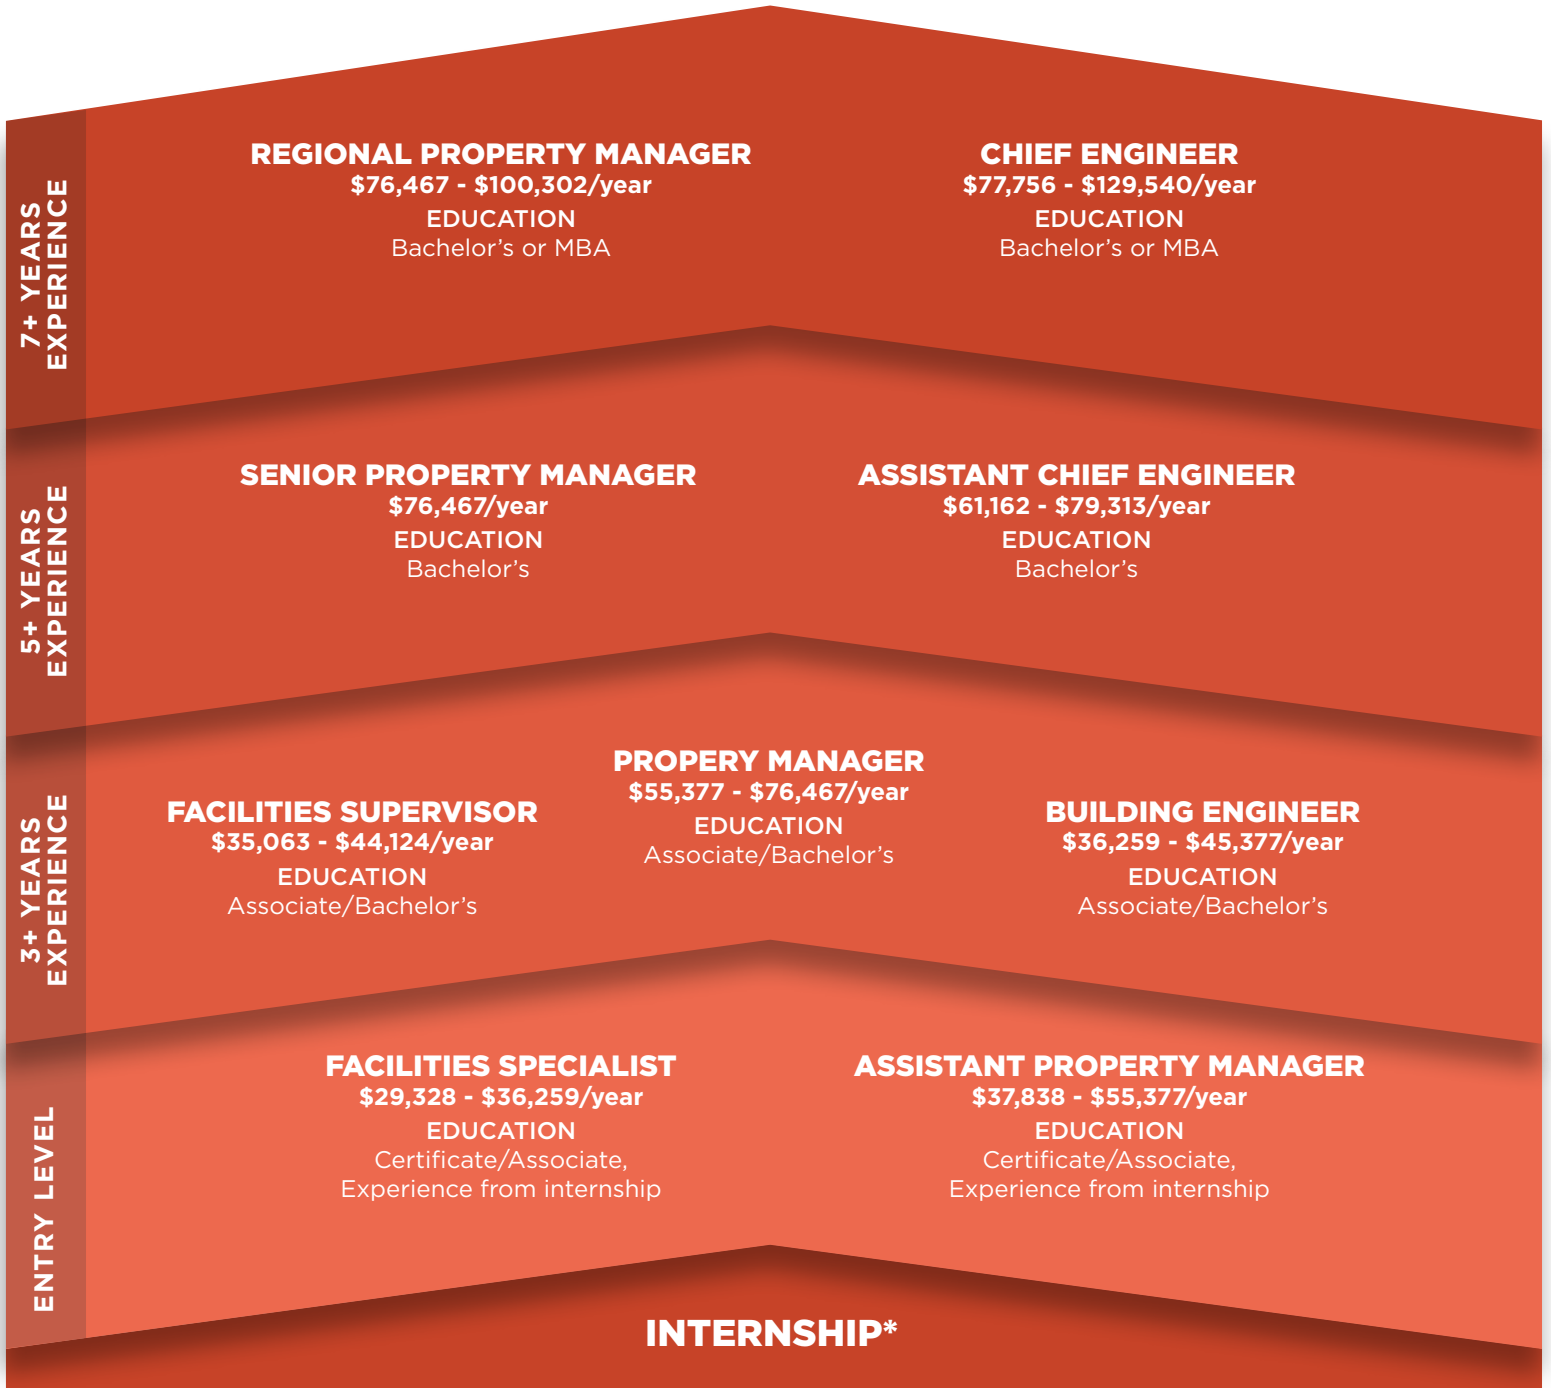 7+ YEARS
EXPERIENCE
REGIONAL PROPERTY MANAGER
$76,467 - $100,302/year
EDUCATION
Bachelor’s or MBA
CHIEF ENGINEER
$77,756 - $129,540/year
EDUCATION
Bachelor’s or MBA
5+ YEARS
EXPERIENCE
SENIOR PROPERTY MANAGER
$76,467/year
EDUCATION
Bachelor’s
ASSISTANT CHIEF ENGINEER
$61,162 - $79,313/year
EDUCATION
Bachelor’s
3+ YEARS
EXPERIENCE
FACILITIES SUPERVISOR
$35,063 - $44,124/year
EDUCATION
Associate/Bachelor’s
PROPERY MANAGER
$55,377 - $76,467/year
EDUCATION
Associate/Bachelor’s
BUILDING ENGINEER
$36,259 - $45,377/year
EDUCATION
Associate/Bachelor’s
ENTRY LEVEL
FACILITIES SPECIALIST
$29,328 - $36,259/year
EDUCATION
Certificate/Associate,
Experience from internship
ASSISTANT PROPERTY MANAGER
$37,838 - $55,377/year
EDUCATION
Certificate/Associate,
Experience from internship
INTERNSHIP*